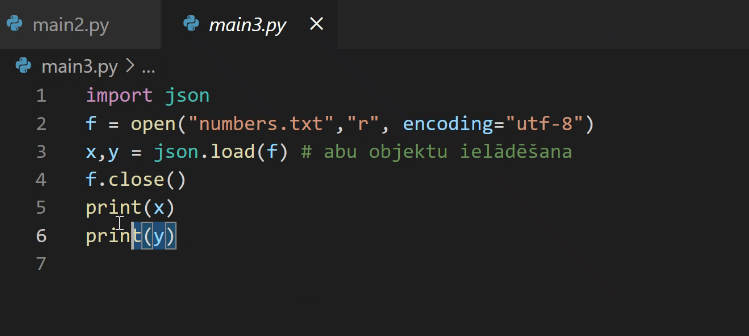 main2.py main3.py
main3.py > ...
1 import json
2 f = open("numbers.txt","r", encoding="utf-8")
3 x,y = json.load(f) # abu objektu ielādēšana
4 f.close()
5 print(x)
6 print(y)
7